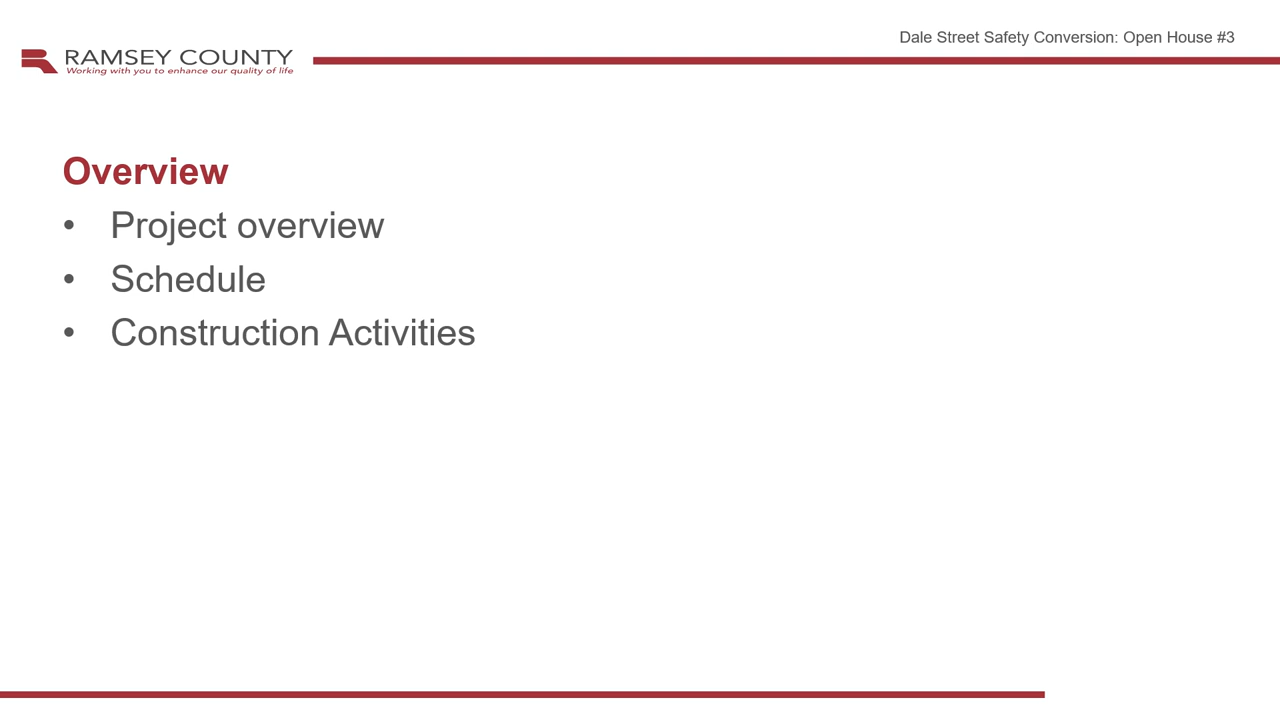 Dale Street Safety Conversion: Open House #3
RAMSEY COUNTY
Working with you to enhance our quality of life
Overview
• Project overview
• Schedule
• Construction Activities